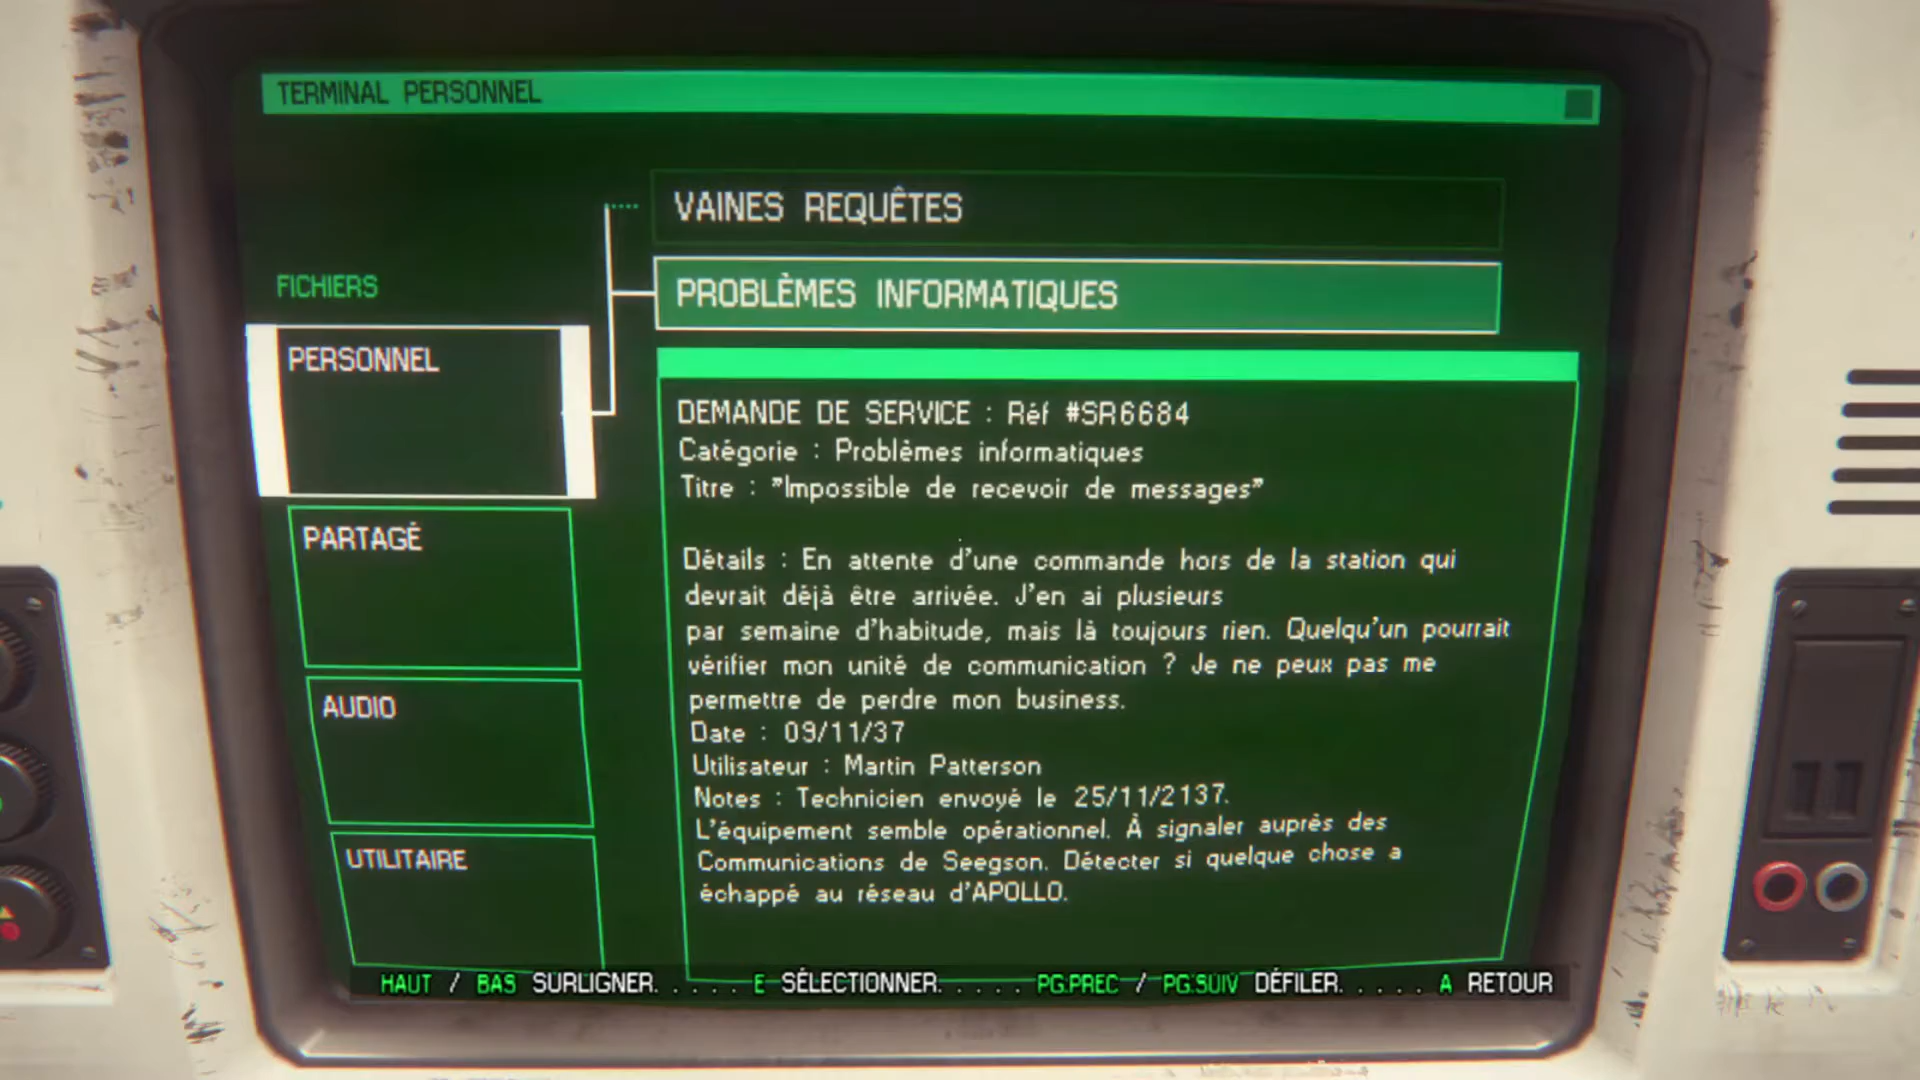 TERMINAL PERSONNEL
VAINES REQUÊTES
PROBLÈMES INFORMATIQUES
FICHIERS
PERSONNEL
PARTAGÉ
AUDIO
UTILITAIRE
DEMANDE DE SERVICE : Réf #SR6684
Catégorie : Problèmes informatiques
Titre : "Impossible de recevoir de messages"
Détails : En attente d'une commande hors de la station qui
devrait déjà être arrivée. J'en ai plusieurs
par semaine d'habitude, mais là toujours rien. Quelqu'un pourrait
vérifier mon unité de communication ? Je ne peux pas me
permettre de perdre mon business.
Date : 09/11/37
Utilisateur : Martin Patterson
Notes : Technicien envoyé le 25/11/2137.
L'équipement semble opérationnel. À signaler auprès des
Communications de Seegson. Détecter si quelque chose a
échappé au réseau d'APOLLO.
HAUT / BAS SURLIGNER. . . . . E SÉLECTIONNER. . . . . PG.PREC / PG.SUIV DÉFILER. . . . . A RETOUR